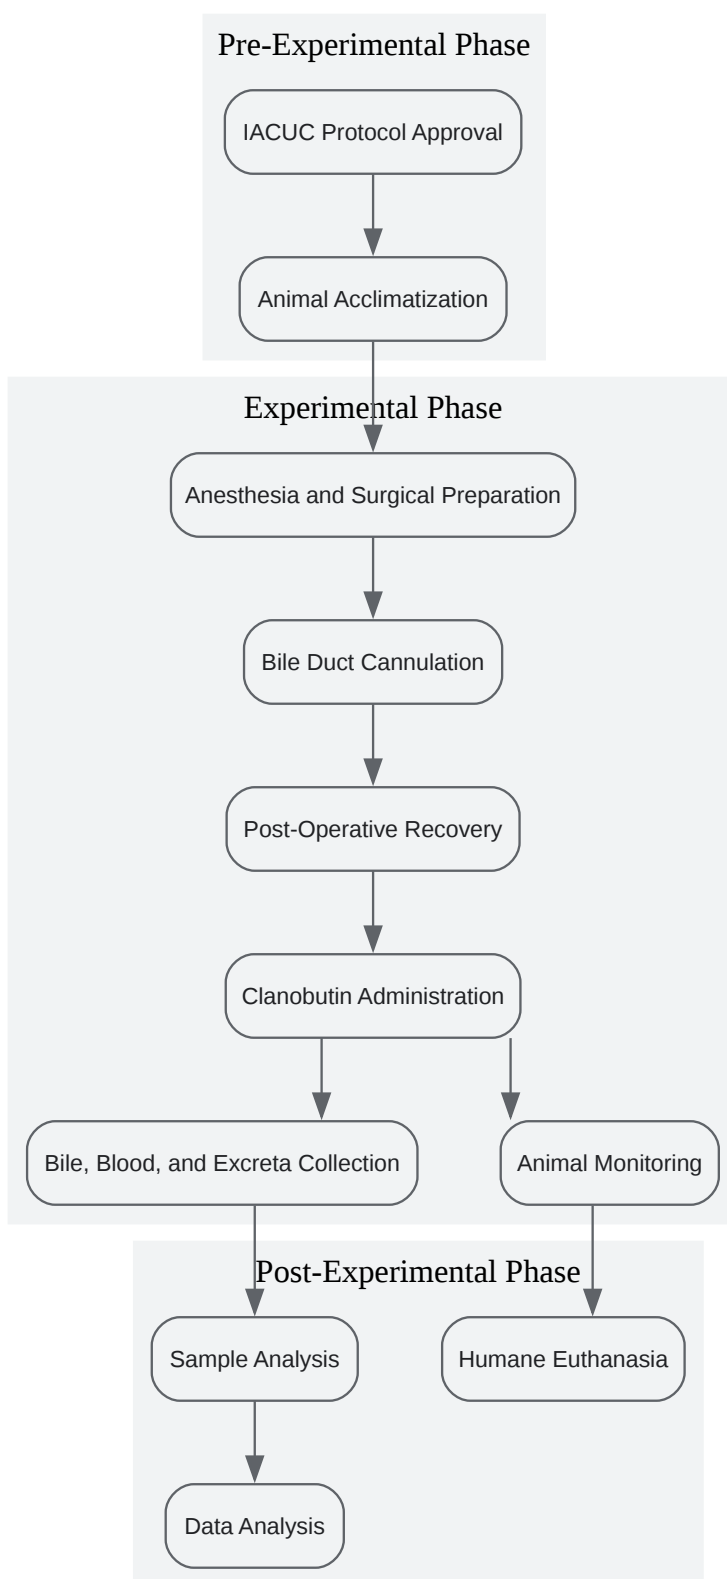 Pre-Experimental Phase
IACUC Protocol Approval
Animal Acclimatization
Experimental Phase
Anesthesia and Surgical Preparation
Bile Duct Cannulation
Post-Operative Recovery
Clanobutin Administration
Bile, Blood, and Excreta Collection
Animal Monitoring
Post-Experimental Phase
Sample Analysis
Humane Euthanasia
Data Analysis